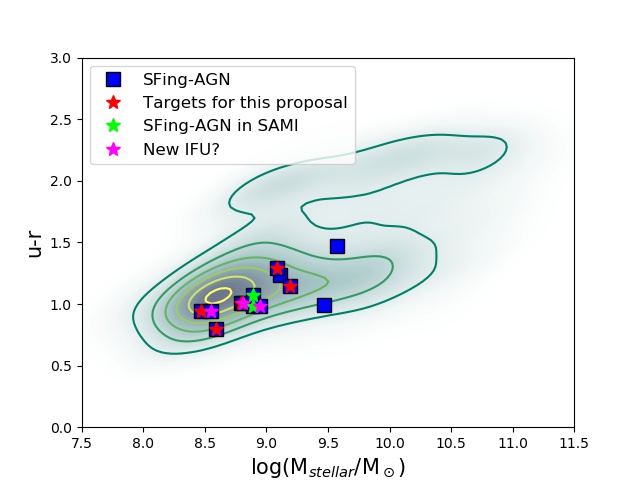 3.0
2.5
2.0
1.5
1.0
0.5
0.0
u-r
SFing-AGN
Targets for this proposal
SFing-AGN in SAMI
New IFU?
7.5 8.0 8.5 9.0 9.5 10.0 10.5 11.0 11.5
log(M_stellar/M_⊙)